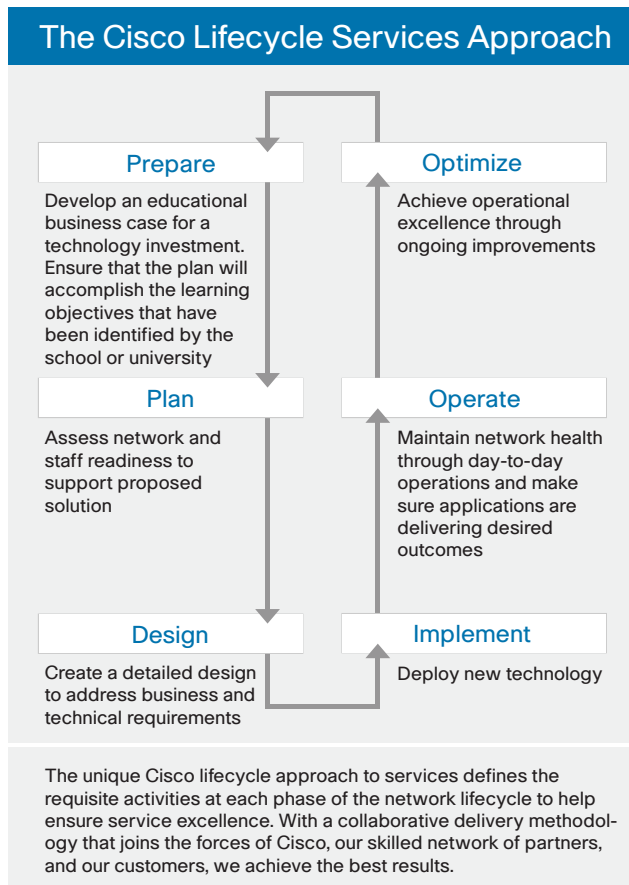 The Cisco Lifecycle Services Approach
Prepare
Develop an educational
business case for a
technology investment.
Ensure that the plan will
accomplish the learning
objectives that have
been identified by the
school or university
Plan
Assess network and
staff readiness to
support proposed
solution
Design
Create a detailed design
to address business and
technical requirements
Implement
Deploy new technology
Operate
Maintain network health
through day-to-day
operations and make
sure applications are
delivering desired
outcomes
Optimize
Achieve operational
excellence through
ongoing improvements
The unique Cisco lifecycle approach to services defines the
requisite activities at each phase of the network lifecycle to help
ensure service excellence. With a collaborative delivery methodol-
ogy that joins the forces of Cisco, our skilled network of partners,
and our customers, we achieve the best results.